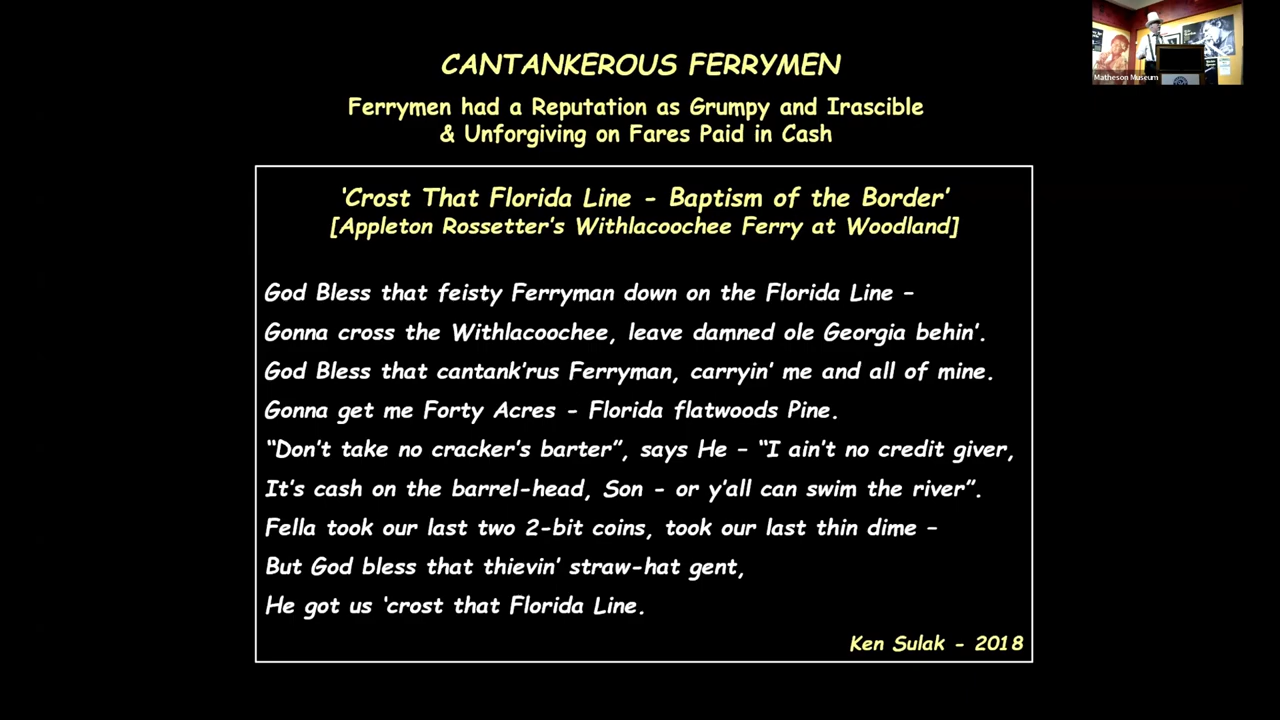 CANTANKEROUS FERRYMEN
Ferrymen had a Reputation as Grumpy and Irascible
& Unforgiving on Fares Paid in Cash
‘Crost That Florida Line - Baptism of the Border’
[Appleton Rossetter’s Withlacoochee Ferry at Woodland]
God Bless that feisty Ferryman down on the Florida Line –
Gonna cross the Withlacoochee, leave damned ole Georgia behin’.
God Bless that cantank’rus Ferryman, carryin’ me and all of mine.
Gonna get me Forty Acres - Florida flatwoods Pine.
“Don’t take no cracker’s barter”, says He – “I ain’t no credit giver,
It’s cash on the barrel-head, Son - or y’all can swim the river”.
Fella took our last two 2-bit coins, took our last thin dime –
But God bless that thievin’ straw-hat gent,
He got us ‘crost that Florida Line.
Ken Sulak - 2018
Matheson Museum